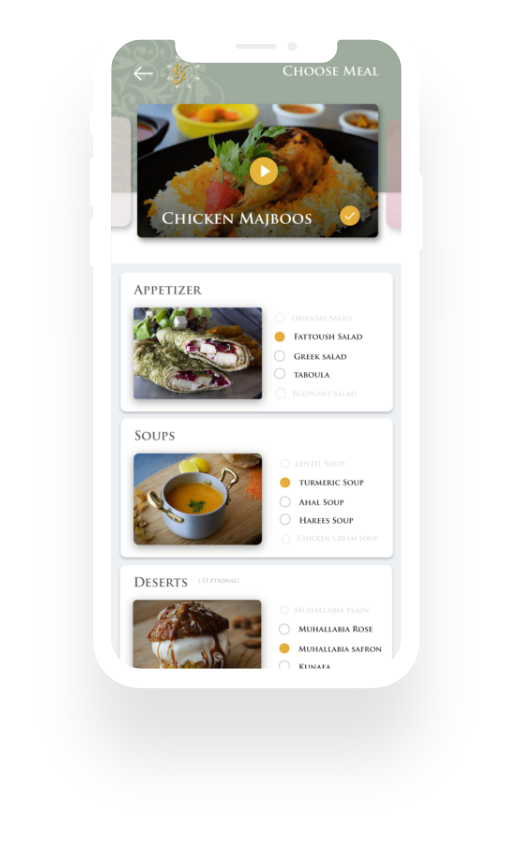 Choose Meal
Chicken Majboos
Appetizer
Oriental Salad
Fattoush Salad
Greek salad
taboula
Eggplant salad
Soups
Lentil Soup
turmeric Soup
Ahal Soup
Harees Soup
Chicken Cream Soup
Deserts ( Optional)
Muhallabia plain
Muhallabia Rose
Muhallabia safron
Kunafa